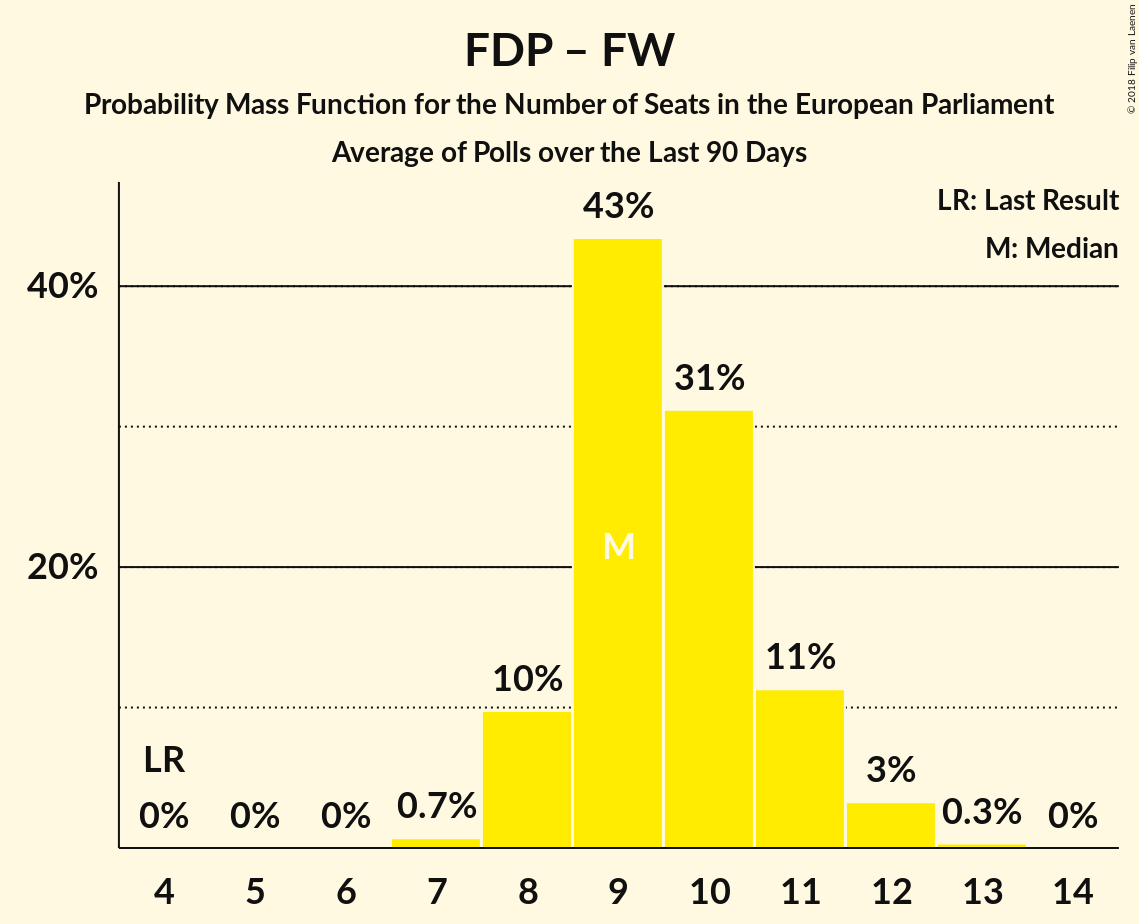 FDP – FW
Probability Mass Function for the Number of Seats in the European Parliament
Average of Polls over the Last 90 Days
© 2018 Filip van Laenen
LR: Last Result
M: Median
43%
40%
31%
M
20%
11%
10%
LR
3%
0% 0% 0% 0.7% 0.3% 0%
4 5 6 7 8 9 10 11 12 13 14